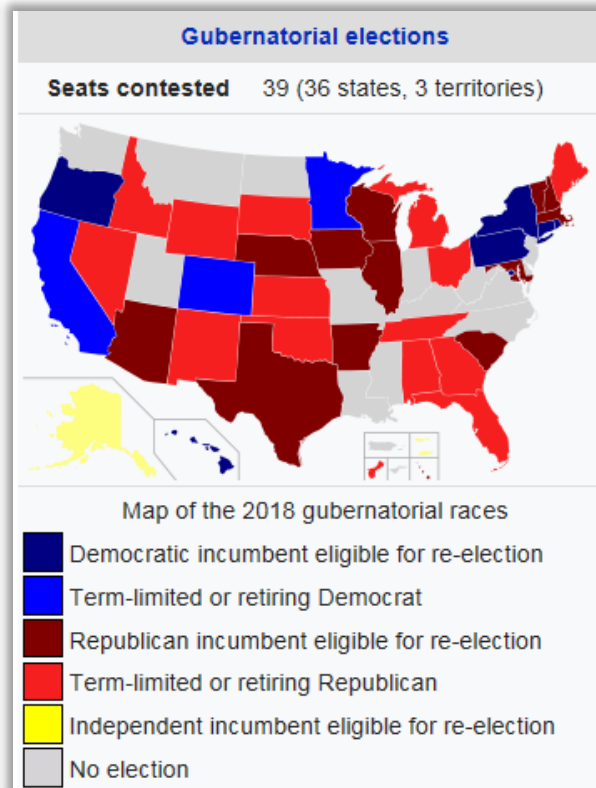 Gubernatorial elections
Seats contested 39 (36 states, 3 territories)
Map of the 2018 gubernatorial races
Democratic incumbent eligible for re-election
Term-limited or retiring Democrat
Republican incumbent eligible for re-election
Term-limited or retiring Republican
Independent incumbent eligible for re-election
No election